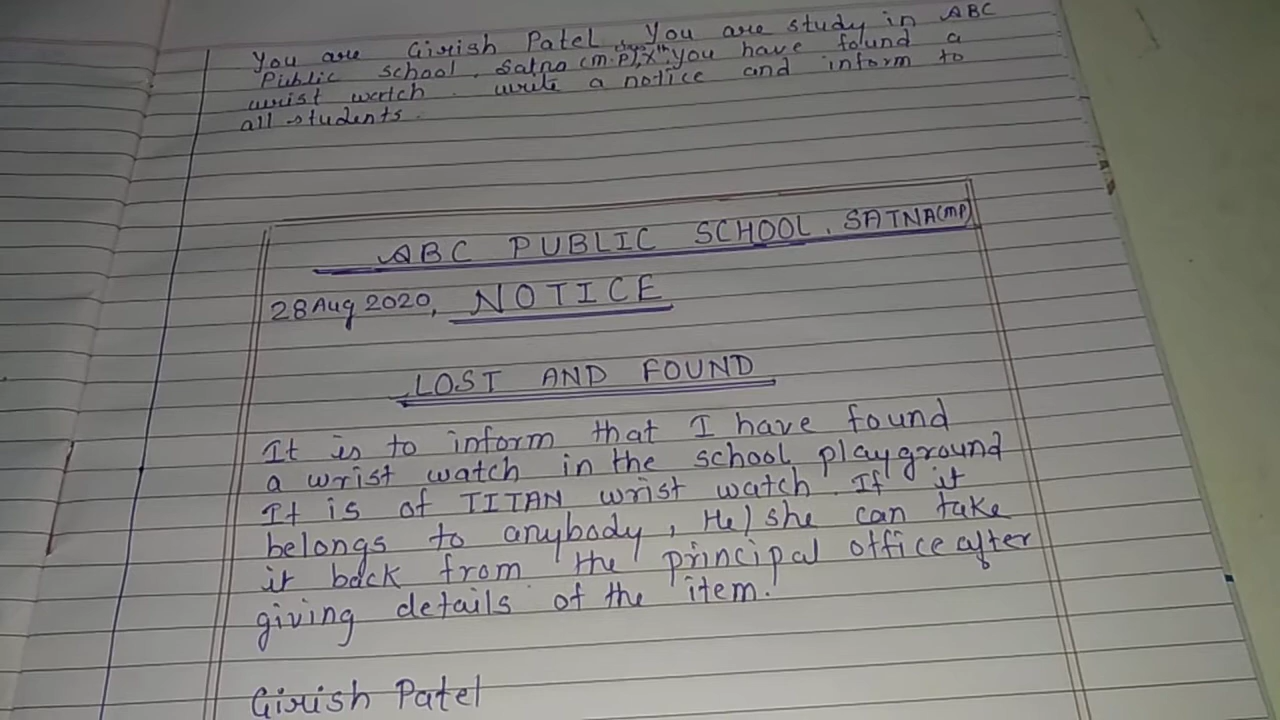 You are Girish Patel, You are study in ABC
Public school, Satna (m.p), Xth. you have found a
wrist watch. write a notice and inform to
all students.
ABC PUBLIC SCHOOL, SATNA(MP)
28 Aug 2020, NOTICE
LOST AND FOUND
It is to inform that I have found
a wrist watch in the school playground
It is of TITAN wrist watch. If it
belongs to anybody, He/she can take
it back from the principal office after
giving details of the item.
Girish Patel